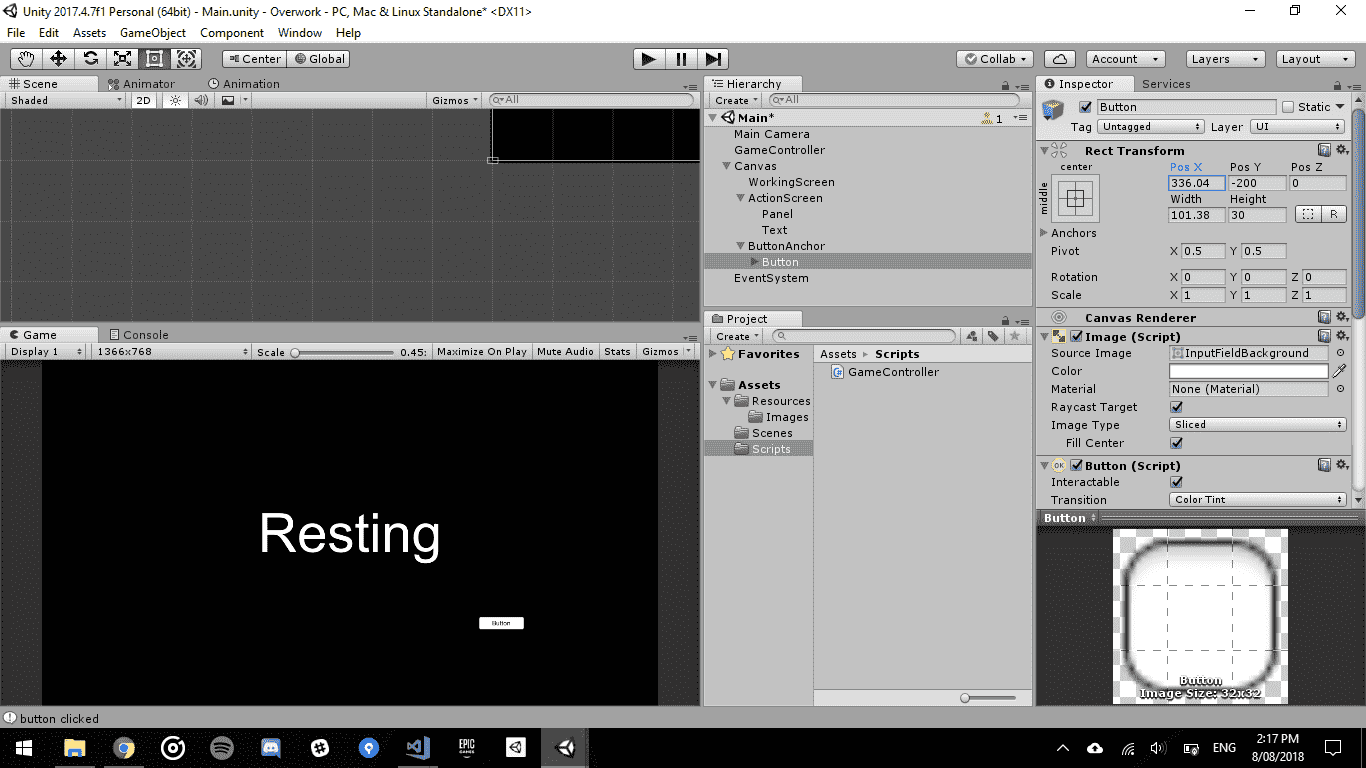 Unity 2017.4.7f1 Personal (64bit) - Main.unity - Overwork - PC, Mac & Linux Standalone* <DX11>
File Edit Assets GameObject Component Window Help
Center Global
Collab Account Layers Layout
Scene Animator Animation
Shaded 2D Gizmos All
Hierarchy
Create All
Main* 1
Main Camera
GameController
Canvas
WorkingScreen
ActionScreen
Panel
Text
ButtonAnchor
Button
EventSystem
Game Console
Display 1 1366x768 Scale 0.45: Maximize On Play Mute Audio Stats Gizmos
Resting
Button
Project
Create
Favorites
Assets
Resources
Images
Scenes
Scripts
Assets Scripts
GameController
Inspector Services
Button Static
Tag Untagged Layer UI
Rect Transform
center
middle
Pos X Pos Y Pos Z
336.04 -200 0
Width Height
101.38 30 R
Anchors
Pivot X 0.5 Y 0.5
Rotation X 0 Y 0 Z 0
Scale X 1 Y 1 Z 1
Canvas Renderer
Image (Script)
Source Image InputFieldBackground
Color
Material None (Material)
Raycast Target
Image Type Sliced
Fill Center
OK Button (Script)
Interactable
Transition Color Tint
Button
Button
Image Size: 32x32
button clicked
EPIC GAMES
ENG
2:17 PM
8/08/2018